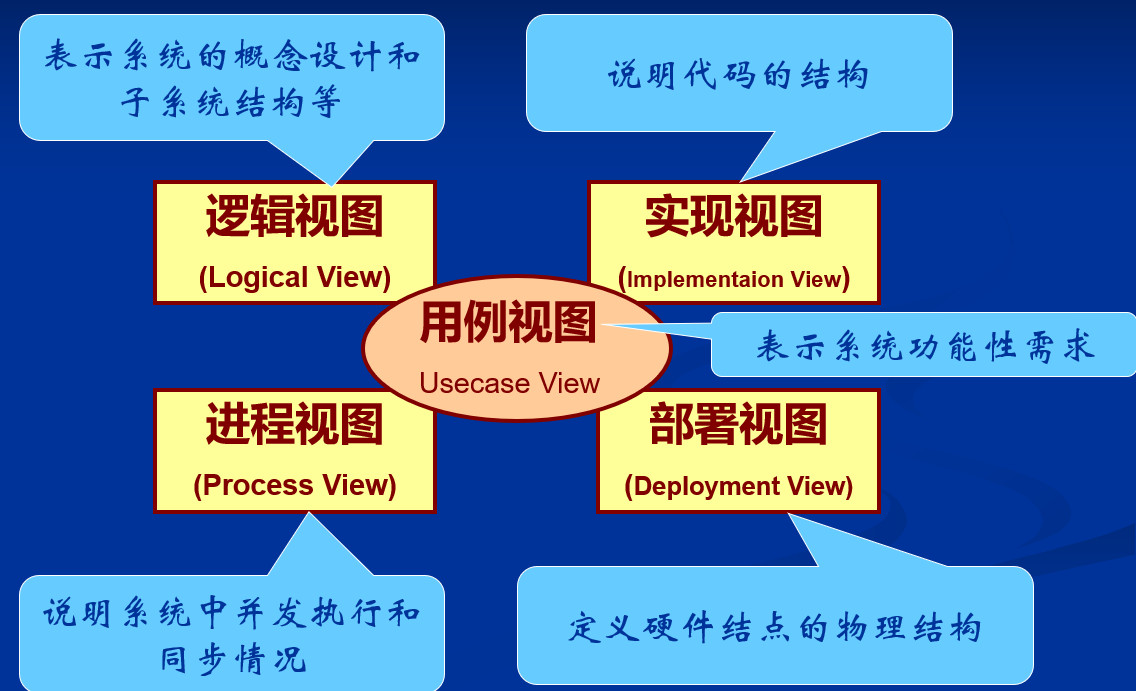 表示系统的概念设计和
子系统结构等
说明代码的结构
逻辑视图
(Logical View)
实现视图
(Implementaion View)
用例视图
Usecase View
表示系统功能性需求
进程视图
(Process View)
部署视图
(Deployment View)
说明系统中并发执行和
同步情况
定义硬件结点的物理结构